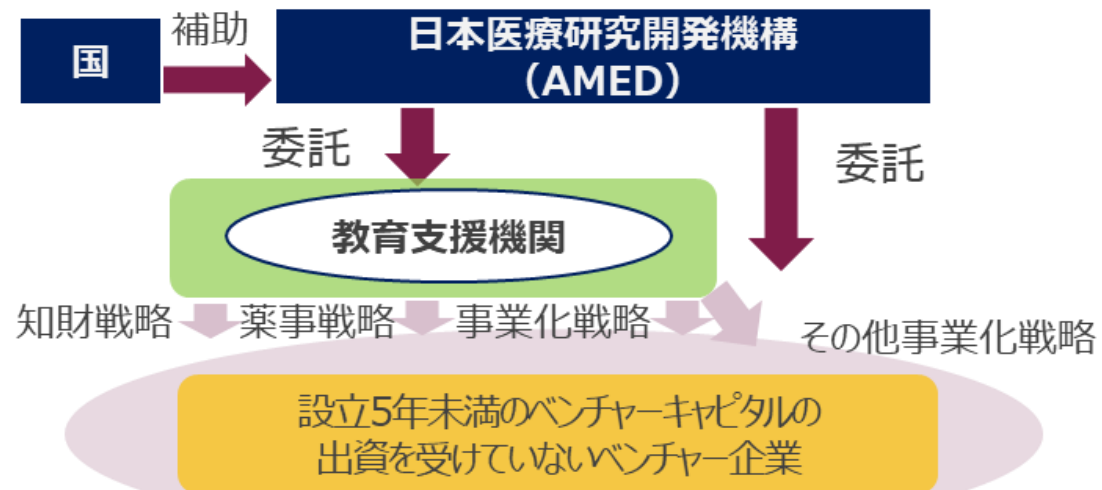 国
補助
日本医療研究開発機構
（AMED）
委託
委託
教育支援機関
知財戦略
薬事戦略
事業化戦略
その他事業化戦略
設立5年未満のベンチャーキャピタルの
出資を受けていないベンチャー企業